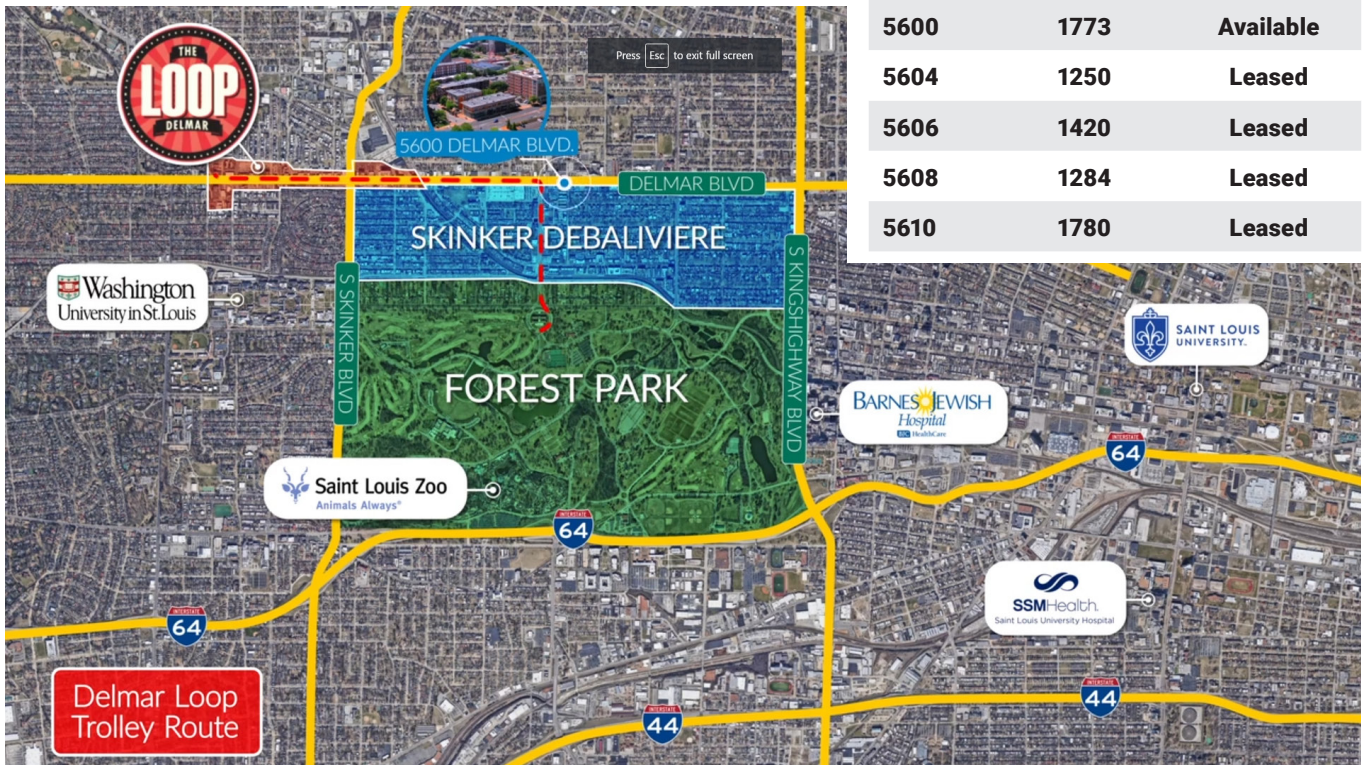 THE
LOOP
DELMAR
Press Esc to exit full screen
5600 1773 Available
5604 1250 Leased
5606 1420 Leased
5608 1284 Leased
5610 1780 Leased
5600 DELMAR BLVD.
DELMAR BLVD
SKINKER DEBALIVIERE
Washington
University in St. Louis
S SKINKER BLVD
S KINGSHIGHWAY BLVD
SAINT LOUIS
UNIVERSITY.
FOREST PARK
BARNES JEWISH
Hospital
BJC HealthCare
INTERSTATE
64
Saint Louis Zoo
Animals Always®
INTERSTATE
64
SSMHealth.
Saint Louis University Hospital
INTERSTATE
64
Delmar Loop
Trolley Route
INTERSTATE
44
INTERSTATE
44